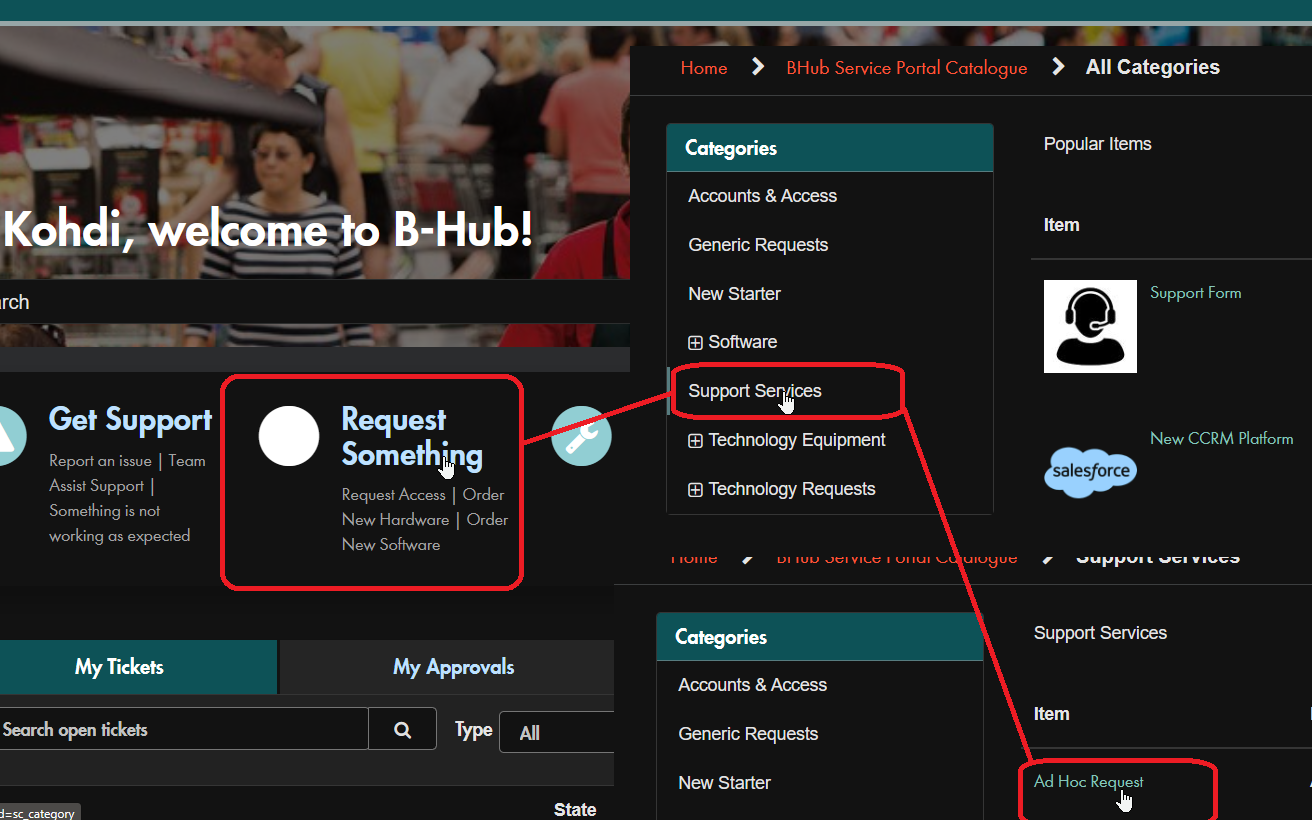 Kohdi, welcome to B-Hub!
arch
Get Support
Report an issue | Team
Assist Support |
Something is not
working as expected
Request
Something
Request Access | Order
New Hardware | Order
New Software
My Tickets
My Approvals
Search open tickets
Type
All
d=sc_category
State
Home
BHub Service Portal Catalogue
All Categories
Categories
Accounts & Access
Generic Requests
New Starter
Software
Support Services
Technology Equipment
Technology Requests
Popular Items
Item
Support Form
salesforce
New CCRM Platform
Home
BHub Service Portal Catalogue
Support Services
Categories
Accounts & Access
Generic Requests
New Starter
Support Services
Item
Ad Hoc Request